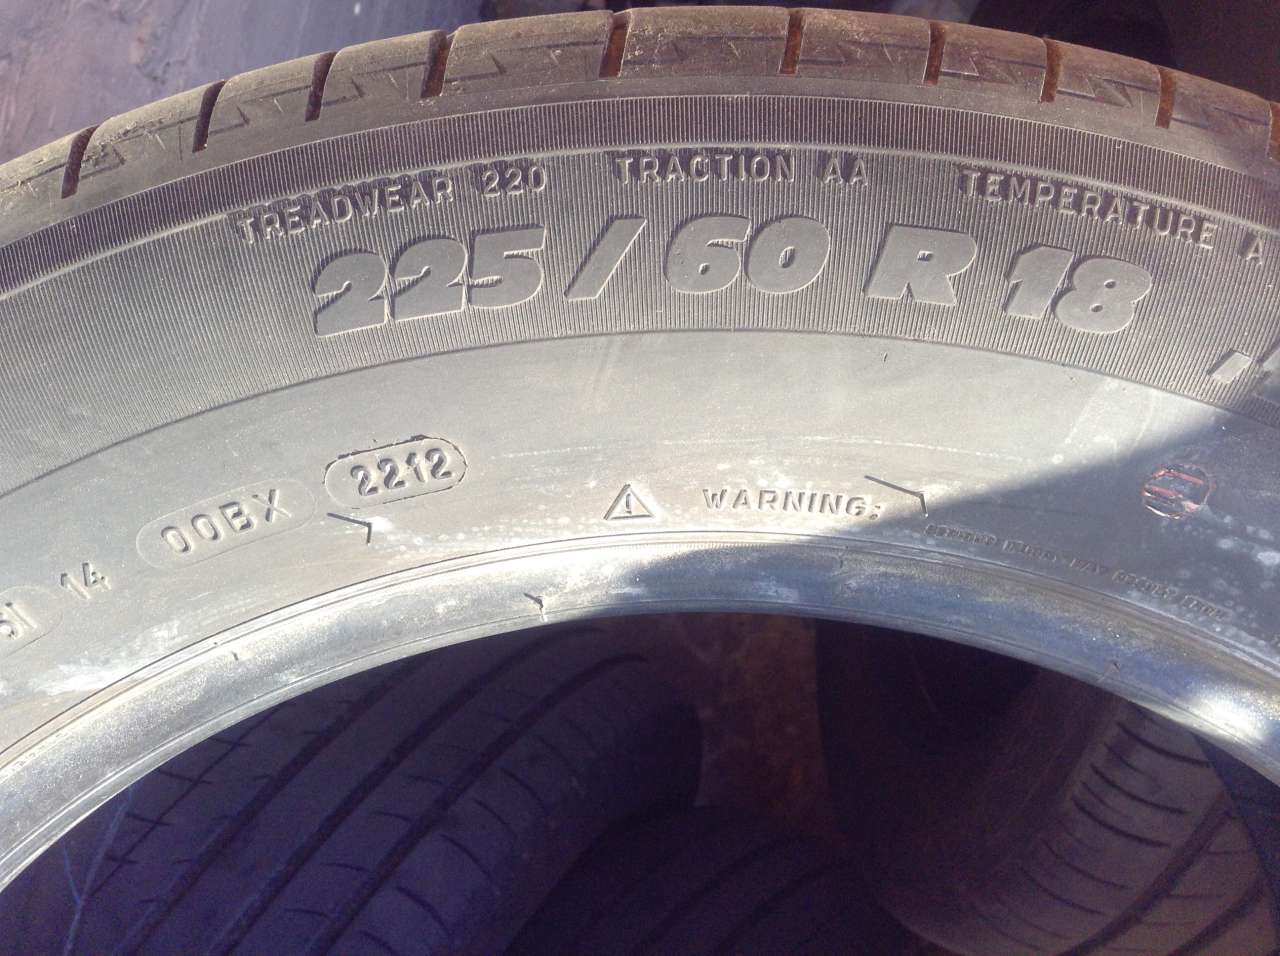 TREADWEAR 220 TRACTION AA TEMPERATURE A
225/60 R 18
14 00BX 2212
WARNING: